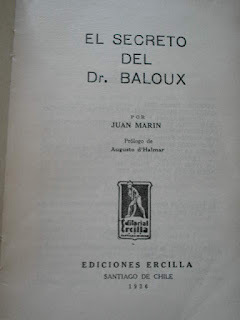 EL SECRETO
DEL
Dr. BALOUX
POR
JUAN MARIN
Prólogo de
Augusto d'Halmar
Editorial
Ercilla
EDICIONES ERCILLA
SANTIAGO DE CHILE
1936